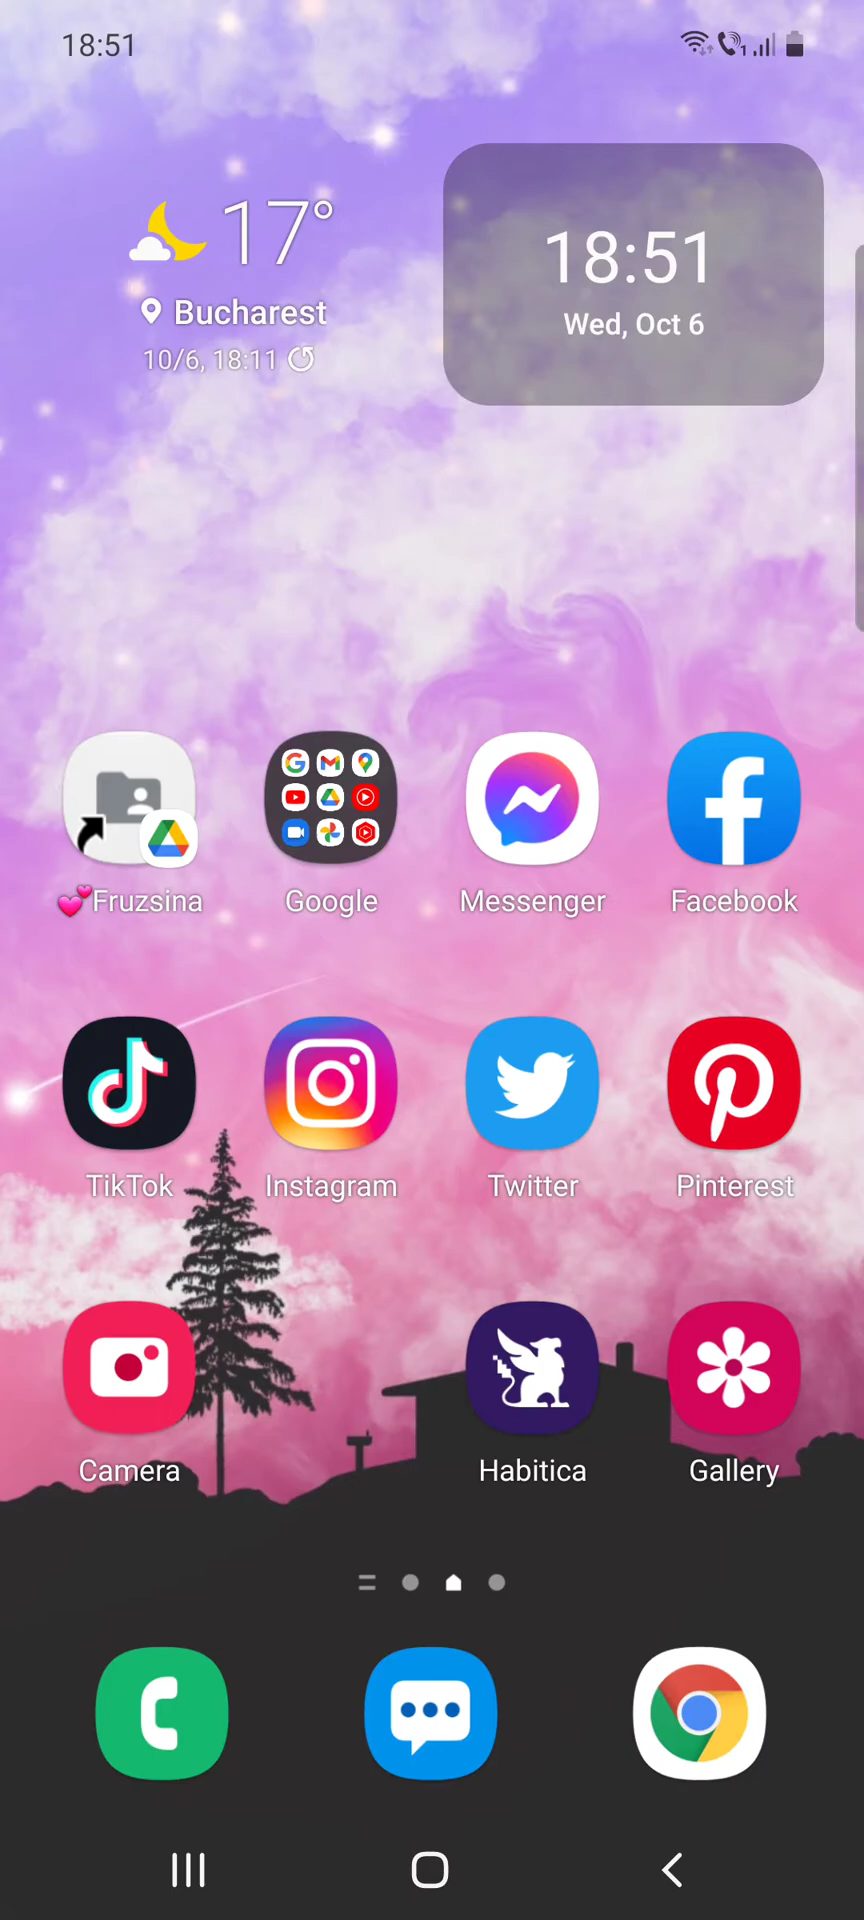 18:51
1
17°
Bucharest
10/6, 18:11
18:51
Wed, Oct 6
💕Fruzsina
Google
Messenger
Facebook
TikTok
Instagram
Twitter
Pinterest
Camera
Habitica
Gallery